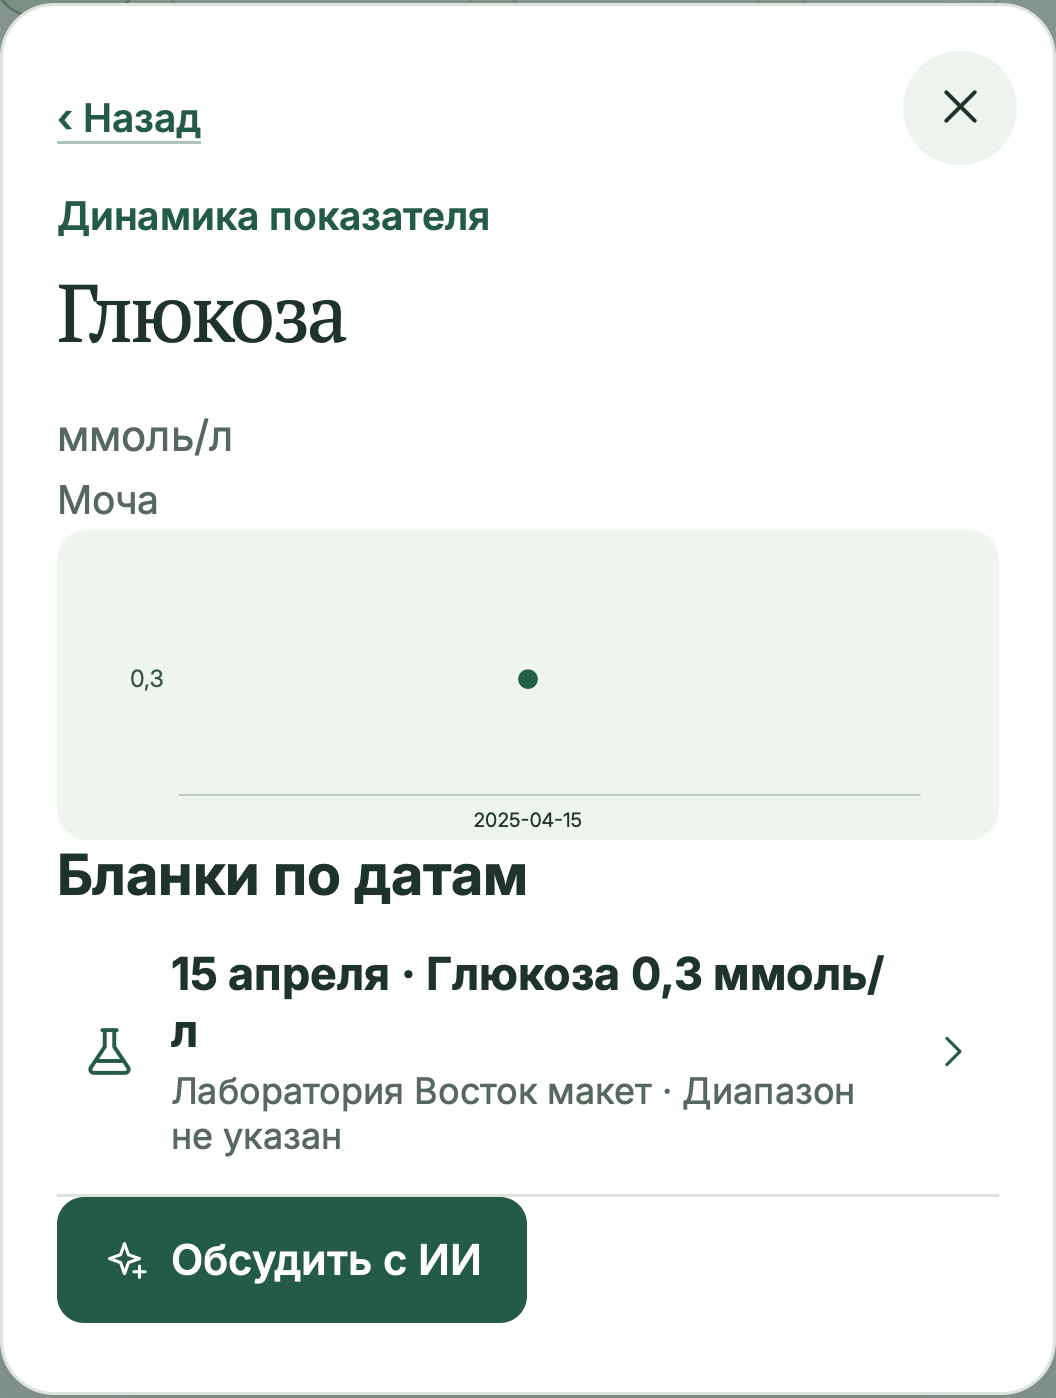 ‹ Назад
Динамика показателя
Глюкоза
ммоль/л
Моча
0,3
2025-04-15
Бланки по датам
15 апреля · Глюкоза 0,3 ммоль/
л
Лаборатория Восток макет · Диапазон
не указан
Обсудить с ИИ